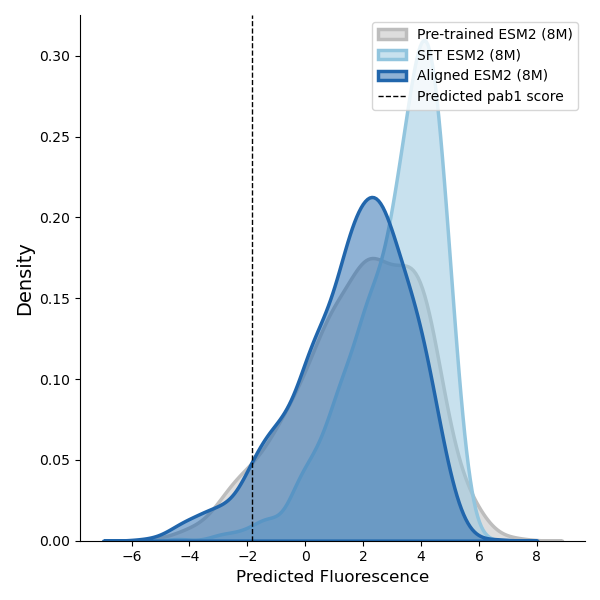 Pre-trained ESM2 (8M)
SFT ESM2 (8M)
Aligned ESM2 (8M)
Predicted pab1 score
0.30
0.25
0.20
0.15
0.10
0.05
0.00
Density
−6 −4 −2 0 2 4 6 8
Predicted Fluorescence